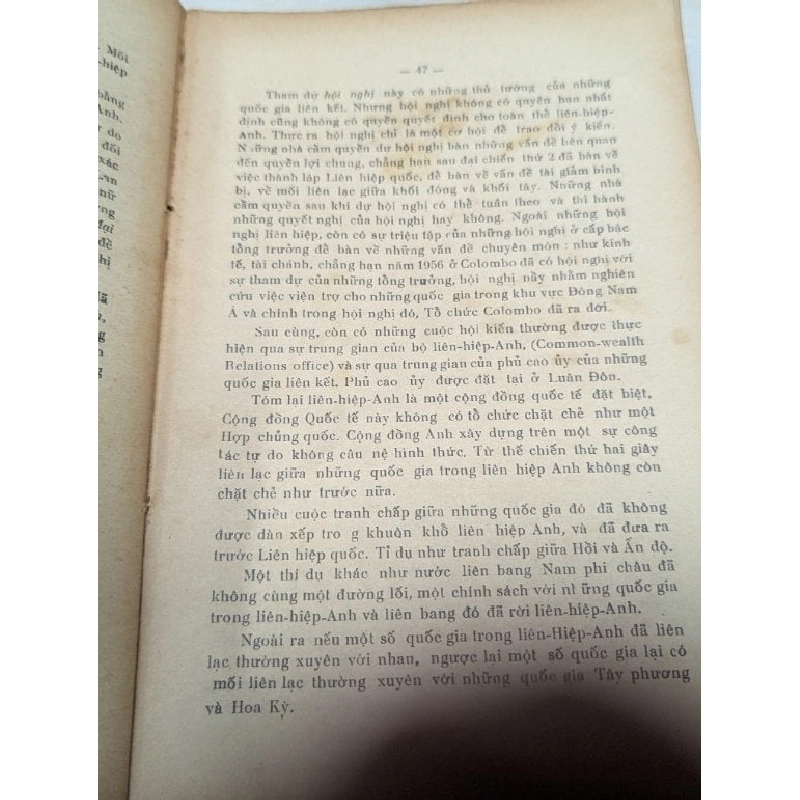 Mối
-hiệp
bằng
Anh.
do
đối
xác
an
nữ
ng
đại
đề
hị
— 47 —
Tham dự hội nghị này có những thủ tướng của những
quốc gia liên kết. Nhưng hội nghị không có quyền hạn nhất
định cũng không có quyền quyết định cho toàn thể liên-hiệp-
Anh. Thực ra hội nghị chỉ là một cơ hội để trao đổi ý kiến.
N ững nhà cầm quyền dự hội nghị bàn những vấn đề liên quan
đến quyền lợi chung, chẳng hạn sau đại chiến thứ 2 đã bàn về
việc thành lập Liên hiệp quốc, để bàn về vấn đề tài giảm binh
bị, về mối liên lạc giữa khối đông và khối tây. Những nhà
cầm quyền sau khi dự hội nghị có thể tuân theo và thi hành
những quyết nghị của hội nghị hay không. Ngoài những hội
nghị liên hiệp, còn có sự triệu tập của những hội nghị ở cấp bậc
tổng trưởng để bàn về những vấn đề chuyên môn : như kinh
tế, tài chánh, chẳng hạn năm 1956 ở Colombo đã có hội nghị với
sự tham dự của những tổng trưởng, hội nghị nầy nhằm nghiên
cứu việc viện trợ cho những quốc gia trong khu vực Đông Nam
Á và chính trong hội nghị đó, Tổ chức Colombo đã ra đời.
Sau cùng, còn có những cuộc hội kiến thường được thực
hiện qua sự trung gian của bộ liên-hiệp-Anh, (Common-wealth
Relations office) và sự qua trung gian của phủ cao ủy của những
quốc gia liên kết. Phủ cao ủy được đặt tại ở Luân Đôn.
Tóm lại liên-hiệp-Anh là một cộng đồng quốc tế đặt biệt.
Cộng đồng Quốc tế này không có tổ chức chặt chẻ như một
Hợp chủng quốc. Cộng đồng Anh xây dựng trên một sự công
tác tự do không câu nệ hình thức. Từ thế chiến thứ hai giây
liên lạc giữa những quốc gia trong liên hiệp Anh không còn
chặt chẻ như trước nữa.
Nhiều cuộc tranh chấp giữa những quốc gia đó đã không
được dàn xếp tro g khuôn khổ liên hiệp Anh, và đã đưa ra
trước Liên hiệp quốc. Tỉ dụ như tranh chấp giữa Hồi và Ấn độ.
Một thí dụ khác như nước liên bang Nam phi châu đã
không cùng một đường lối, một chính sách với nl ững quốc gia
trong liên-hiệp-Anh và liên bang đó đã rời liên-hiệp-Anh.
Ngoài ra nếu một số quốc gia trong liên-Hiệp-Anh đã liên
lạc thường xuyên với nhau, ngược lại một số quốc gia lại có
mối liên lạc thường xuyên với những quốc gia Tây phương
và Hoa Kỳ.